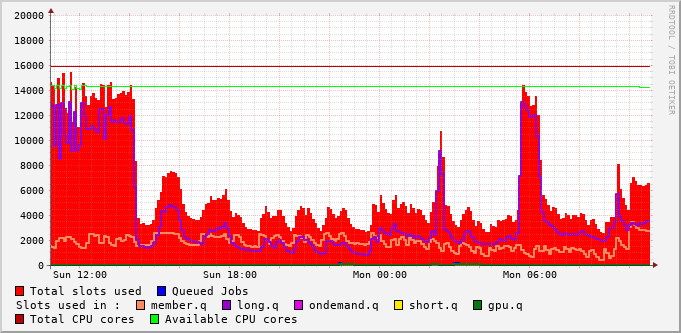 20000
18000
16000
14000
12000
10000
8000
6000
4000
2000
0
Sun 12:00 Sun 18:00 Mon 00:00 Mon 06:00
RRDTOOL / TOBI OETIKER
Total slots used Queued Jobs
Slots used in : member.q long.q ondemand.q short.q gpu.q
Total CPU cores Available CPU cores